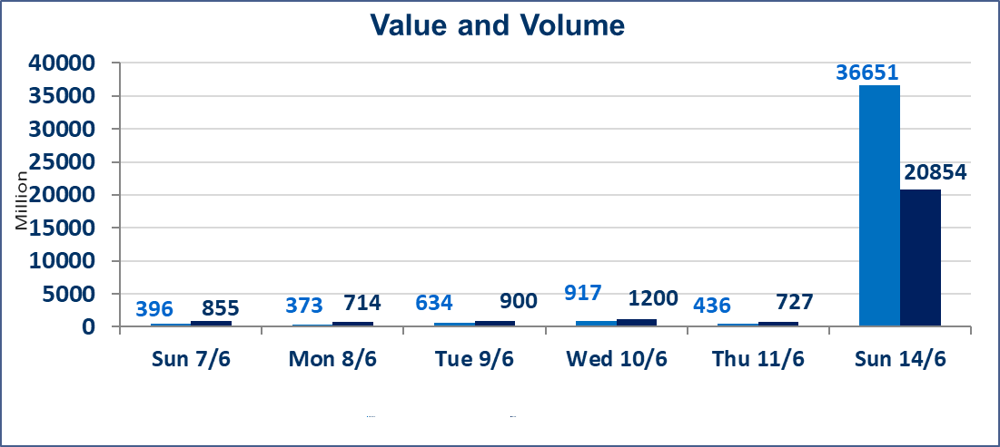 Value and Volume
40000
35000
30000
25000
20000
15000
10000
5000
0
Million
396
855
373
714
634
900
917
1200
436
727
36651
20854
Sun 7/6
Mon 8/6
Tue 9/6
Wed 10/6
Thu 11/6
Sun 14/6